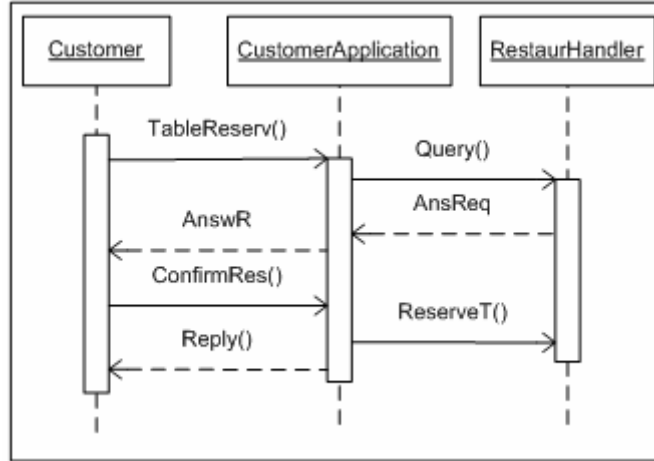 Customer
CustomerApplication
RestaurHandler
TableReserv()
Query()
AnsReq
AnswR
ConfirmRes()
ReserveT()
Reply()